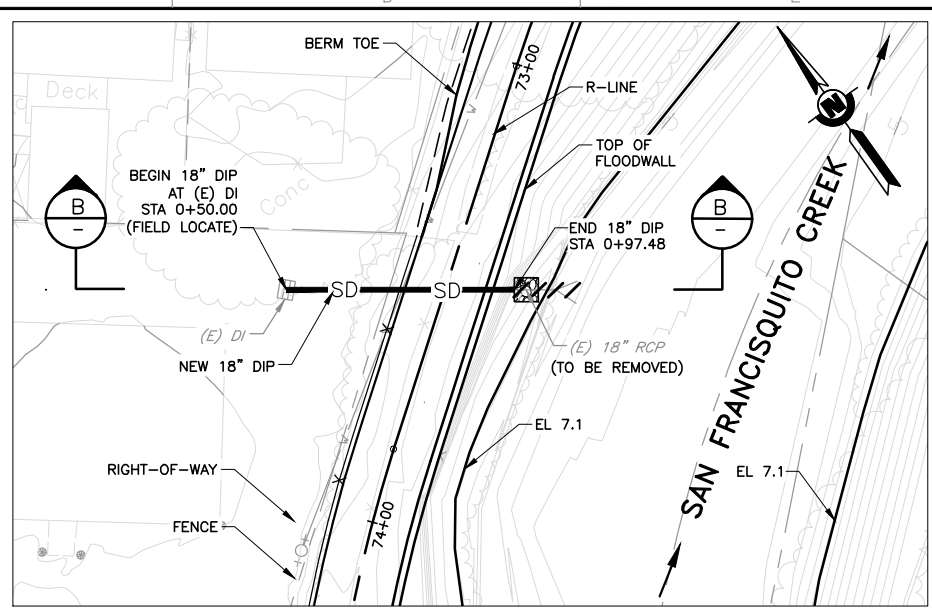 BERM TOE
73+00
R-LINE
N
Deck
TOP OF
FLOODWALL
BEGIN 18" DIP
AT (E) DI
STA 0+50.00
(FIELD LOCATE)
Conc
B
-
END 18" DIP
STA 0+97.48
B
-
SAN FRANCISQUITO CREEK
SD
SD
(E) DI
NEW 18" DIP
(E) 18" RCP
(TO BE REMOVED)
EL 7.1
EL 7.1
RIGHT-OF-WAY
FENCE
74+00